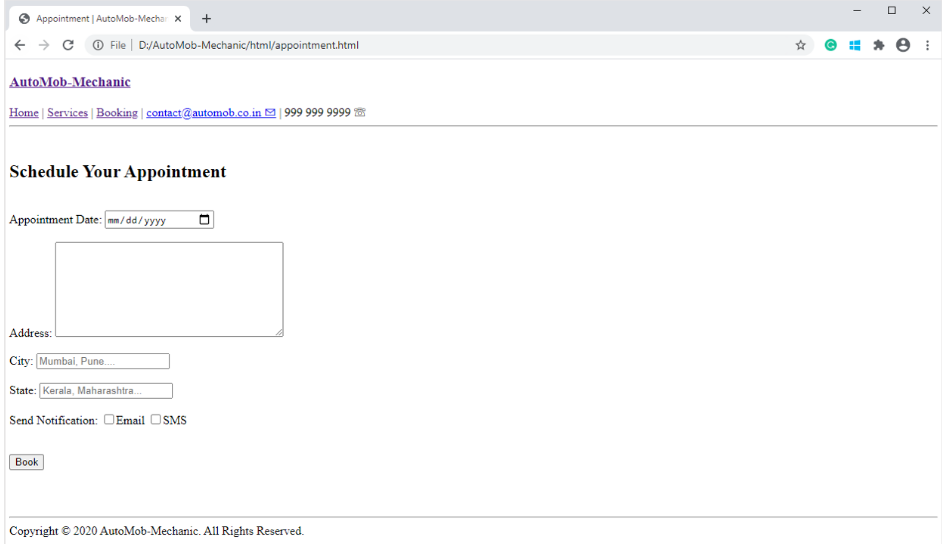 Appointment | AutoMob-Mechan
File | D:/AutoMob-Mechanic/html/appointment.html
AutoMob-Mechanic
Home | Services | Booking | contact@automob.co.in ✉ | 999 999 9999 ☏
Schedule Your Appointment
Appointment Date: mm/dd/yyyy
Address:
City: Mumbai, Pune....
State: Kerala, Maharashtra...
Send Notification: Email SMS
Book
Copyright © 2020 AutoMob-Mechanic. All Rights Reserved.